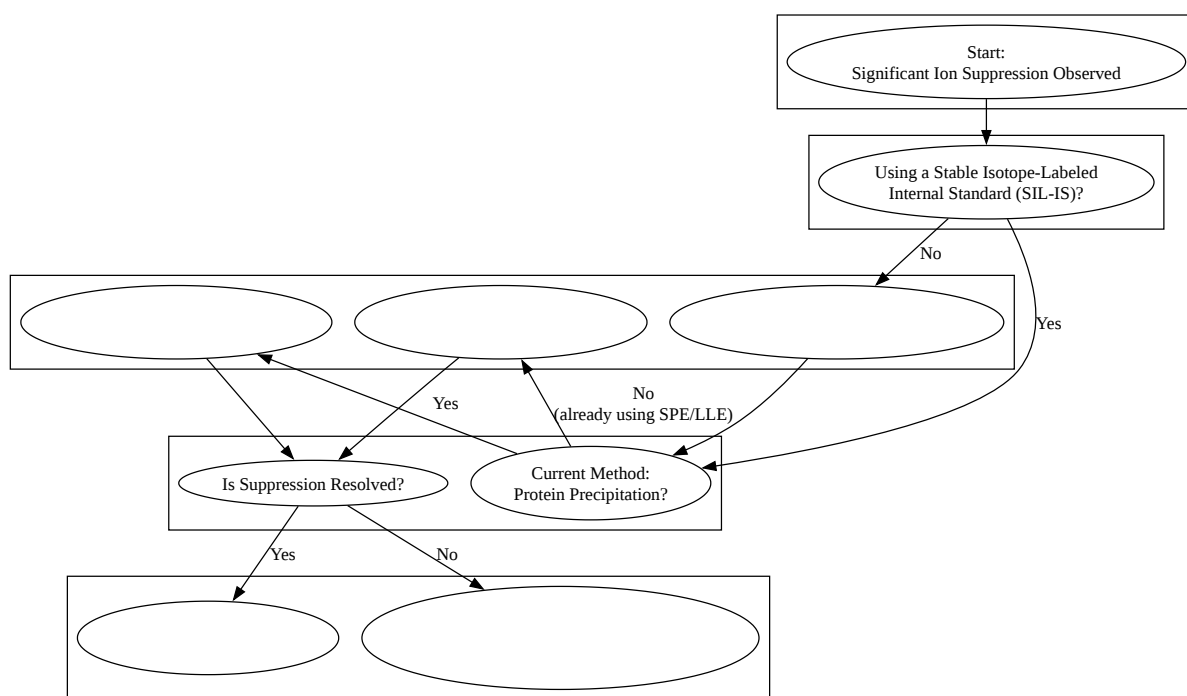 Start:
Significant Ion Suppression Observed
Using a Stable Isotope-Labeled
Internal Standard (SIL-IS)?
No
Yes
Yes
No
(already using SPE/LLE)
Is Suppression Resolved?
Current Method:
Protein Precipitation?
Yes
No